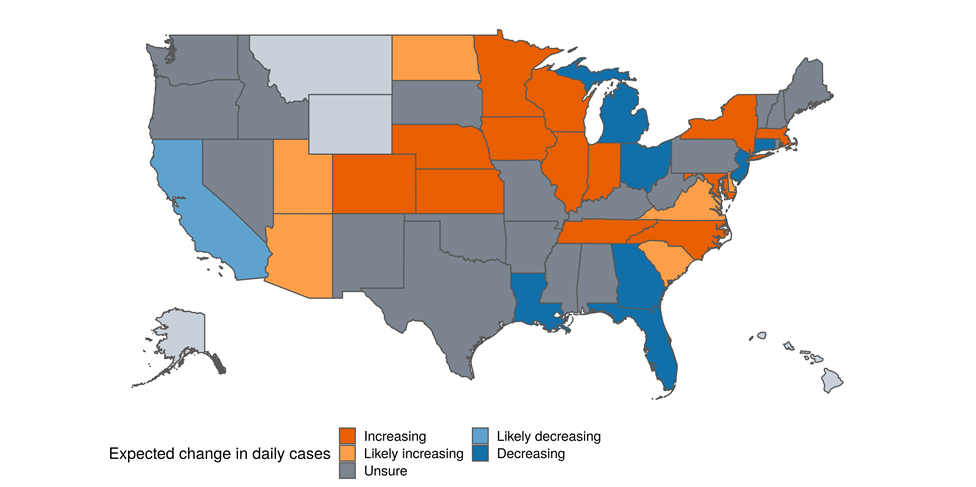 Expected change in daily cases
Increasing
Likely increasing
Unsure
Likely decreasing
Decreasing